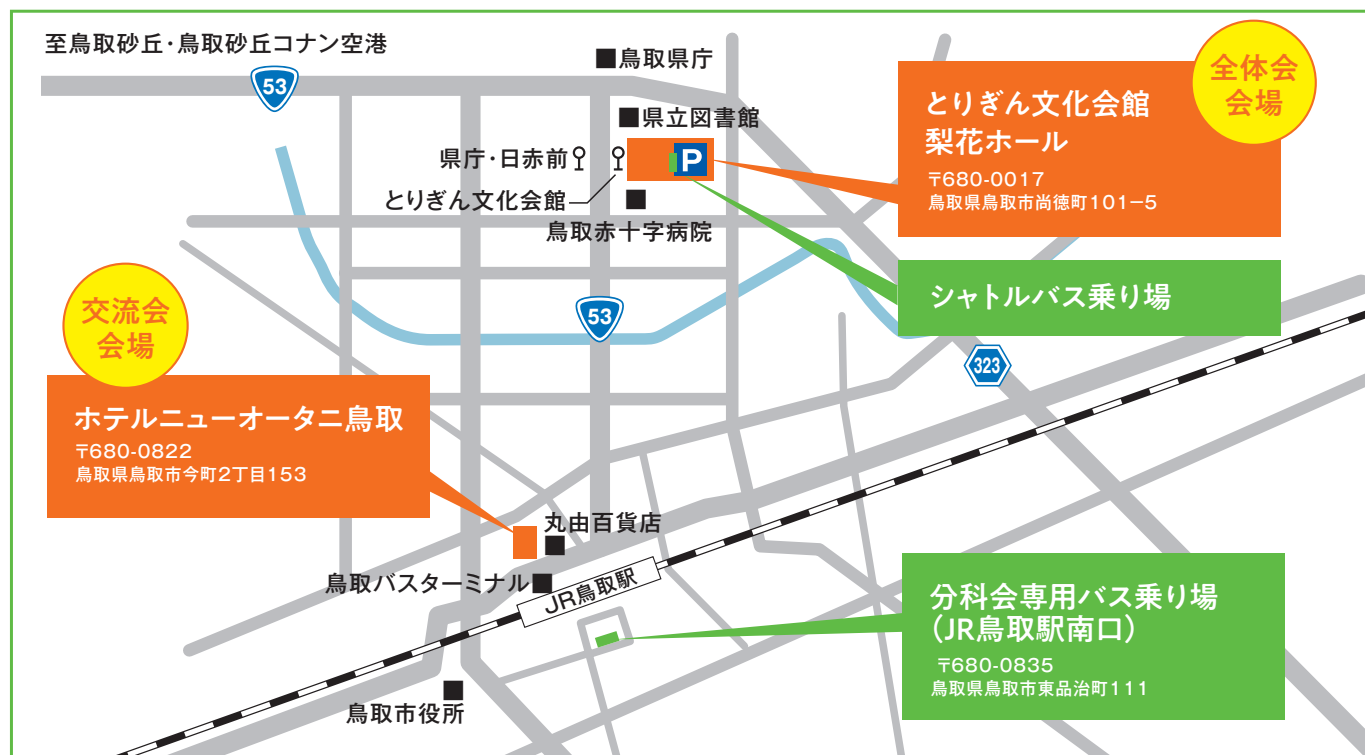 至鳥取砂丘・鳥取砂丘コナン空港
53
■鳥取県庁
■県立図書館
県庁・日赤前
P
とりぎん文化会館
鳥取赤十字病院
全体会
会場
とりぎん文化会館
梨花ホール
〒680-0017
鳥取県鳥取市尚徳町101−5
シャトルバス乗り場
53
323
交流会
会場
ホテルニューオータニ鳥取
〒680-0822
鳥取県鳥取市今町2丁目153
丸由百貨店
鳥取バスターミナル■
JR鳥取駅
分科会専用バス乗り場
（JR鳥取駅南口）
〒680-0835
鳥取県鳥取市東品治町111
鳥取市役所